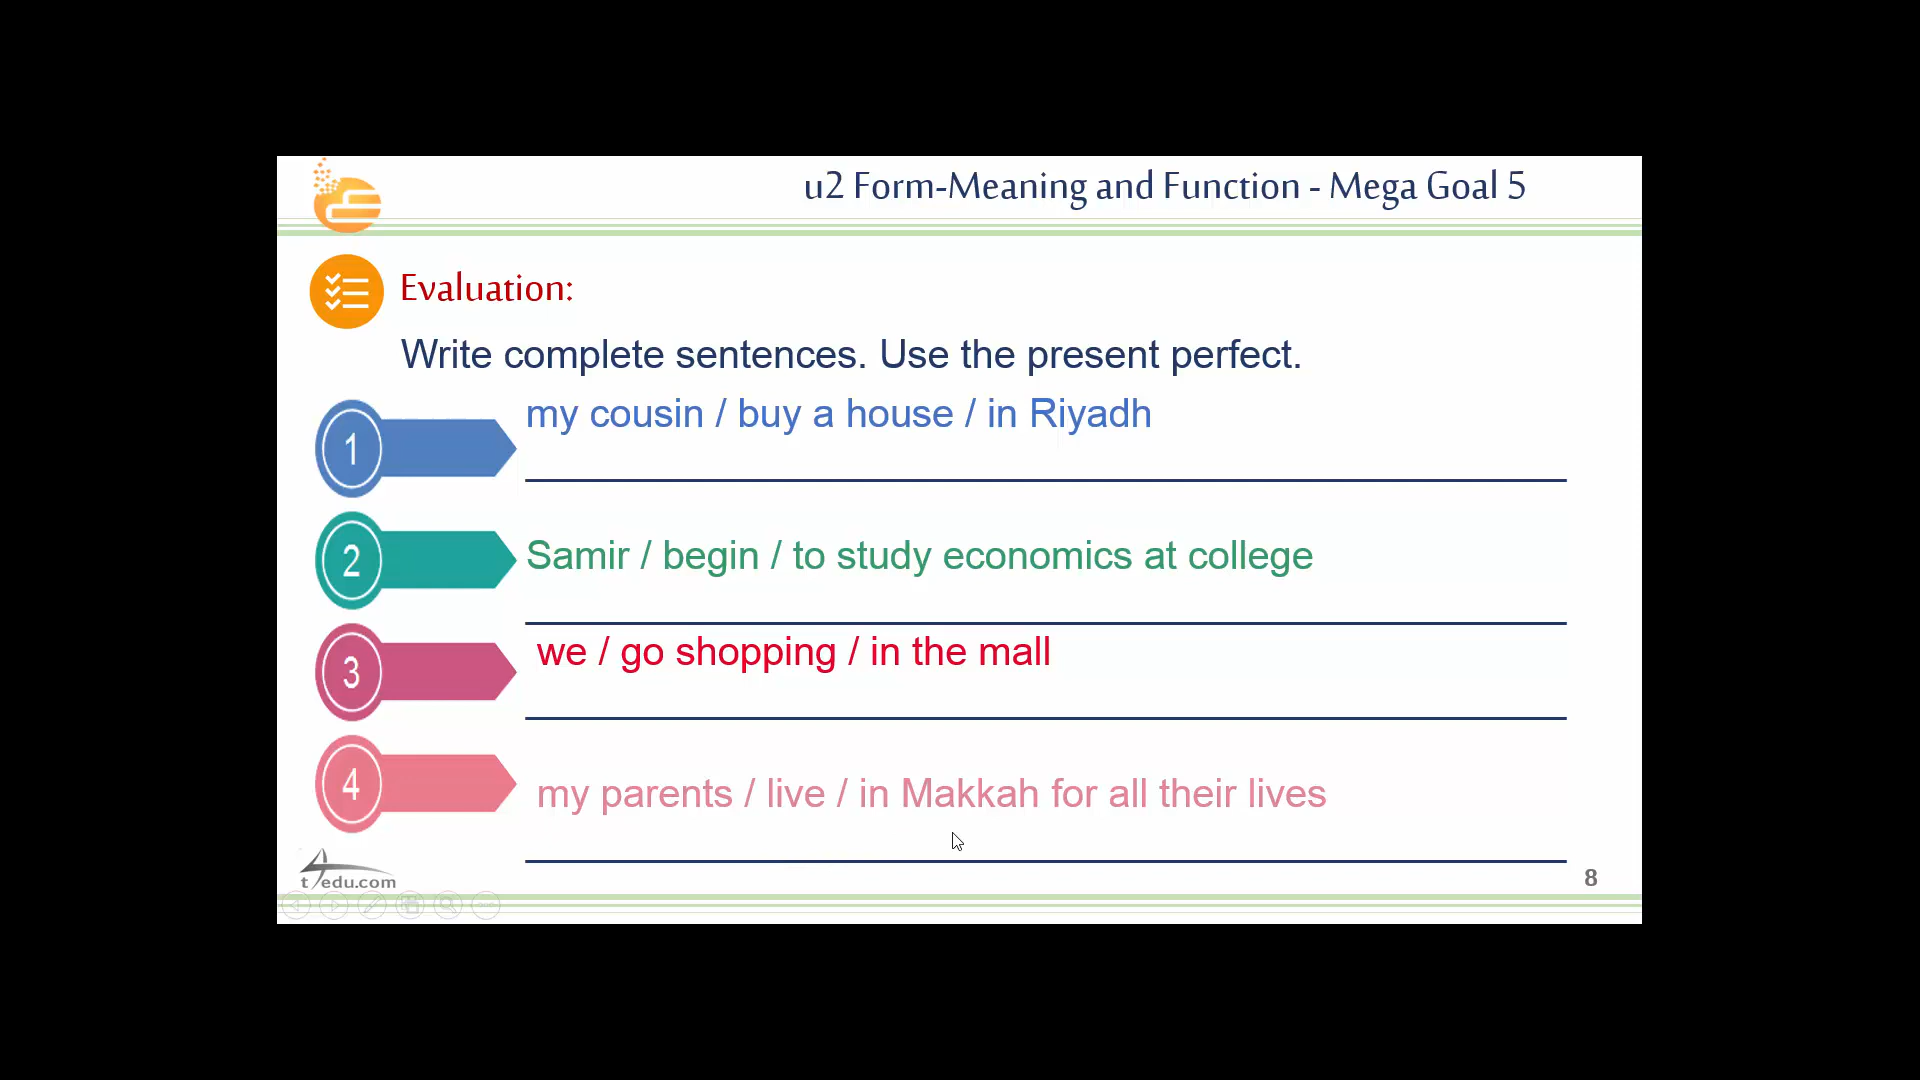 u2 Form-Meaning and Function - Mega Goal 5
Evaluation:
Write complete sentences. Use the present perfect.
1
my cousin / buy a house / in Riyadh
2
Samir / begin / to study economics at college
3
we / go shopping / in the mall
4
my parents / live / in Makkah for all their lives
t4edu.com
8